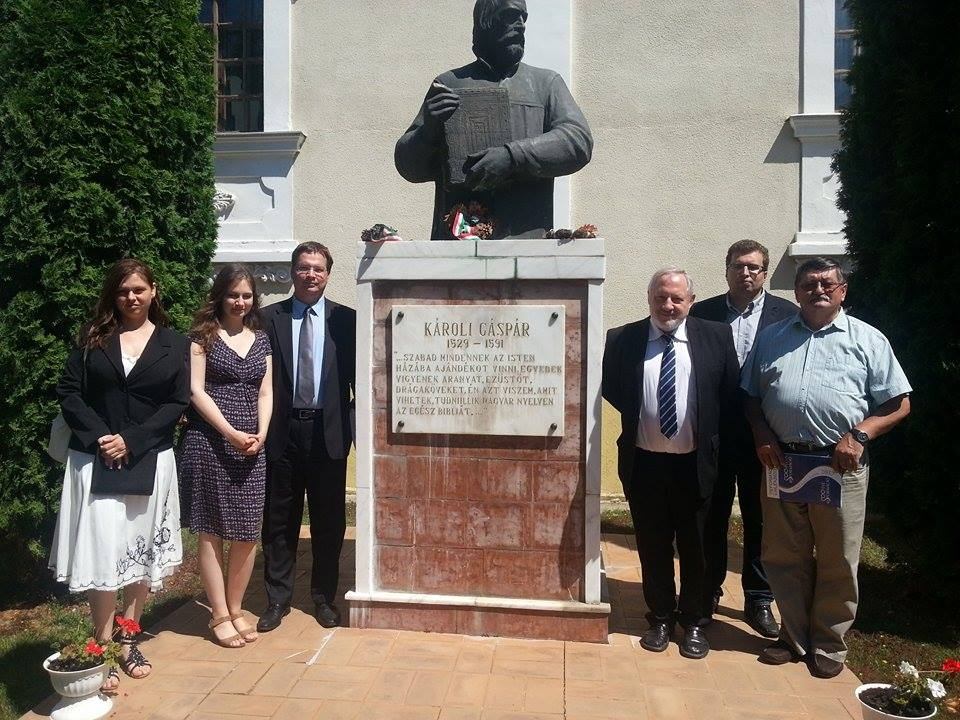 KÁROLI GÁSPÁR
1529 – 1591
"...SZABAD MINDENNEK AZ ISTEN
HÁZÁBA AJÁNDÉKOT VINNI, EGYEBEK
VIGYENEK ARANYAT, EZÜSTÖT,
DRÁGAKÖVEKET, ÉN AZT VISZEM, AMIT
VIHETEK, TUDNIILLIK MAGYAR NYELVEN
AZ EGÉSZ BIBLIÁT. ..."